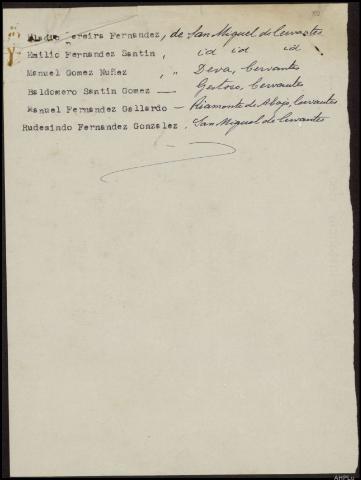 Pereira Fernandez, de San Miguel de Cervantes
Emilio Fernandez Santin, id id id
Manuel Gomez Nuñez, " Deva, Cervantes
Baldomero Santin Gomez — Gestoso, Cervantes
Manuel Fernandez Gallardo — Piamonte de Abajo, Cervantes
Rudesindo Fernandez Gonzalez, San Miguel de Cervantes
AHPLu